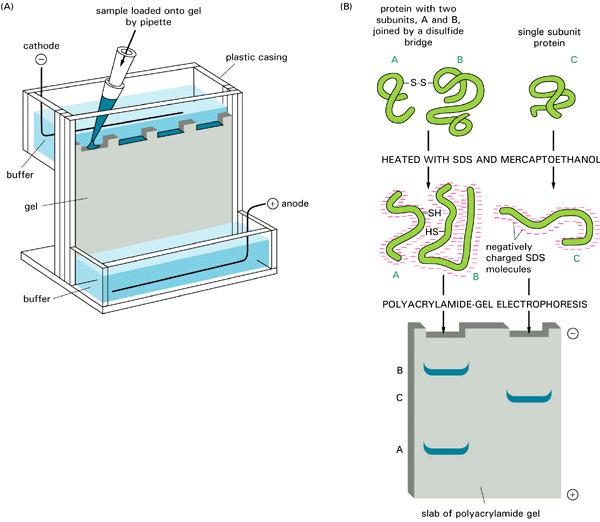 (A)
sample loaded onto gel
by pipette
cathode
−
plastic casing
buffer
gel
+ anode
buffer
(B)
protein with two
subunits, A and B,
joined by a disulfide
bridge
single subunit
protein
A
B
C
S-S
HEATED WITH SDS AND MERCAPTOETHANOL
SH
HS
negatively
charged SDS
molecules
A
B
C
POLYACRYLAMIDE-GEL ELECTROPHORESIS
−
B
C
A
+
slab of polyacrylamide gel